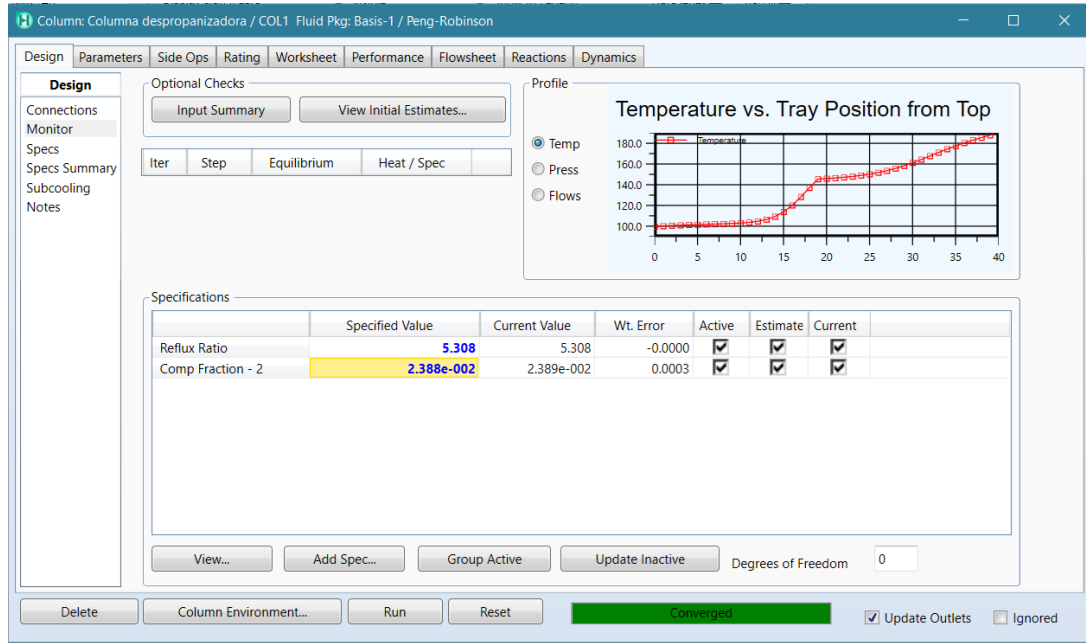 Column: Columna despropanizadora / COL1 Fluid Pkg: Basis-1 / Peng-Robinson
Design Parameters Side Ops Rating Worksheet Performance Flowsheet Reactions Dynamics
Design
Connections
Monitor
Specs
Specs Summary
Subcooling
Notes
Optional Checks
Input Summary View Initial Estimates...
Iter Step Equilibrium Heat / Spec
Profile
Temp
Press
Flows
Temperature vs. Tray Position from Top
Temperature
180.0
160.0
140.0
120.0
100.0
0 5 10 15 20 25 30 35 40
Specifications
Specified Value Current Value Wt. Error Active Estimate Current
Reflux Ratio 5.308 5.308 -0.0000
Comp Fraction - 2 2.388e-002 2.389e-002 0.0003
View... Add Spec... Group Active Update Inactive Degrees of Freedom 0
Delete Column Environment... Run Reset Converged Update Outlets Ignored